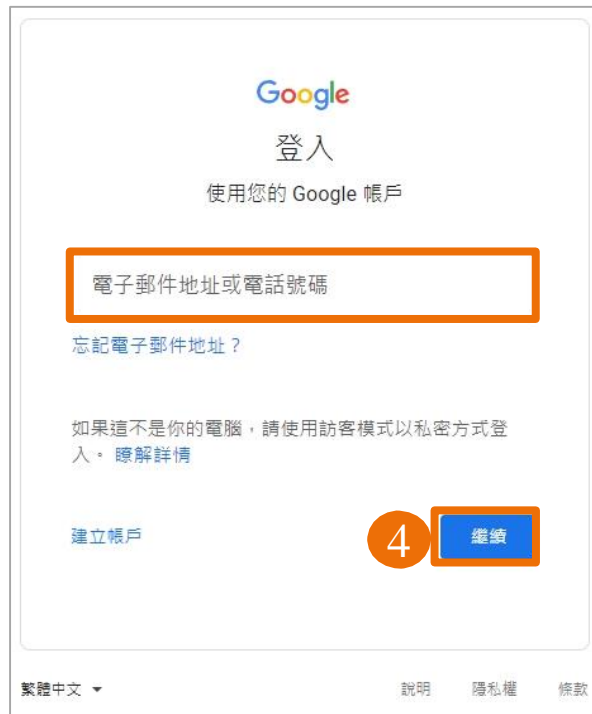 Google
登入
使用您的 Google 帳戶
電子郵件地址或電話號碼
忘記電子郵件地址？
如果這不是你的電腦，請使用訪客模式以私密方式登
入。 瞭解詳情
建立帳戶 4 繼續
繁體中文 說明 隱私權 條款